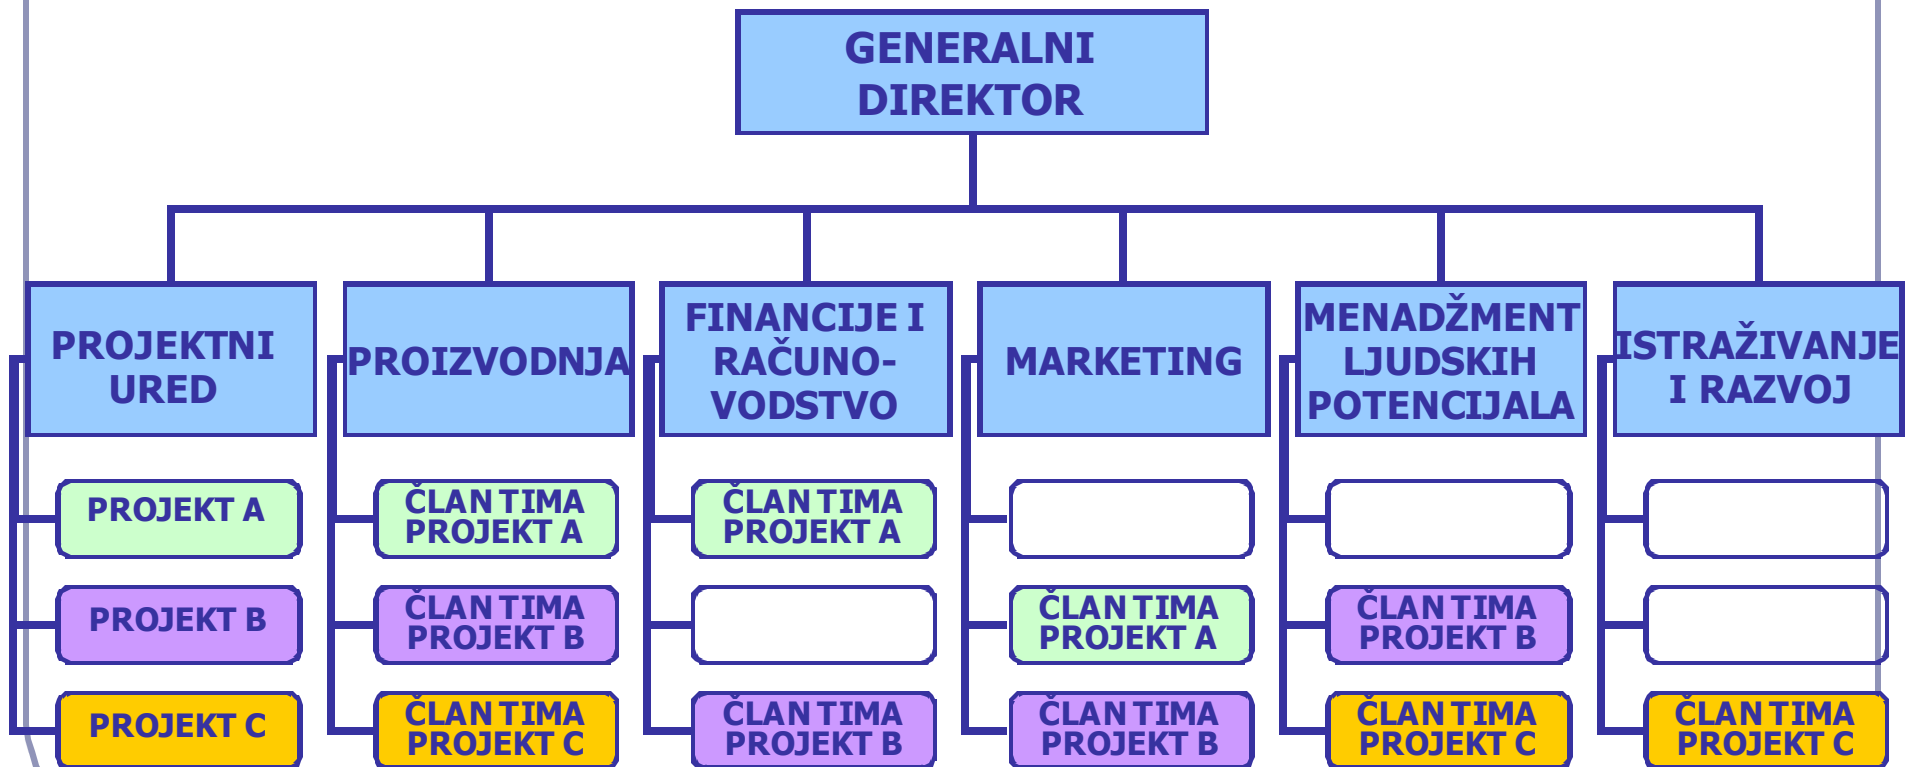 GENERALNI
DIREKTOR
PROJEKTNI
URED
PROIZVODNJA
FINANCIJE I
RAČUNO-
VODSTVO
MARKETING
MENADŽMENT
LJUDSKIH
POTENCIJALA
ISTRAŽIVANJE
I RAZVOJ
PROJEKT A
ČLAN TIMA
PROJEKT A
ČLAN TIMA
PROJEKT A
PROJEKT B
ČLAN TIMA
PROJEKT B
ČLAN TIMA
PROJEKT A
ČLAN TIMA
PROJEKT B
PROJEKT C
ČLAN TIMA
PROJEKT C
ČLAN TIMA
PROJEKT B
ČLAN TIMA
PROJEKT B
ČLAN TIMA
PROJEKT C
ČLAN TIMA
PROJEKT C